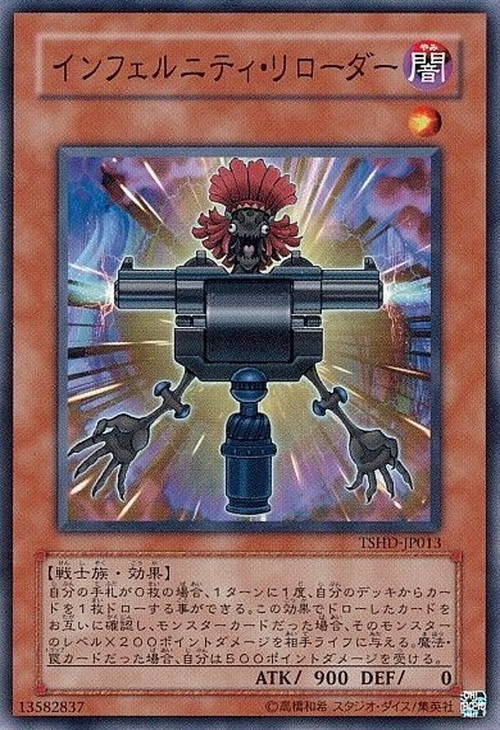 インフェルニティ・リローダー
闇
TSHD-JP013
【戦士族・効果】
自分の手札が0枚の場合、1ターンに1度、自分のデッキからカー
ドを1枚ドローする事ができる。この効果でドローしたカードを
お互いに確認し、モンスターカードだった場合、そのモンスター
のレベル×200ポイントダメージを相手ライフに与える。魔法・
罠カードだった場合、自分は500ポイントダメージを受ける。
ATK/ 900 DEF/ 0
13582837 ©高橋和希 スタジオ・ダイス/集英社